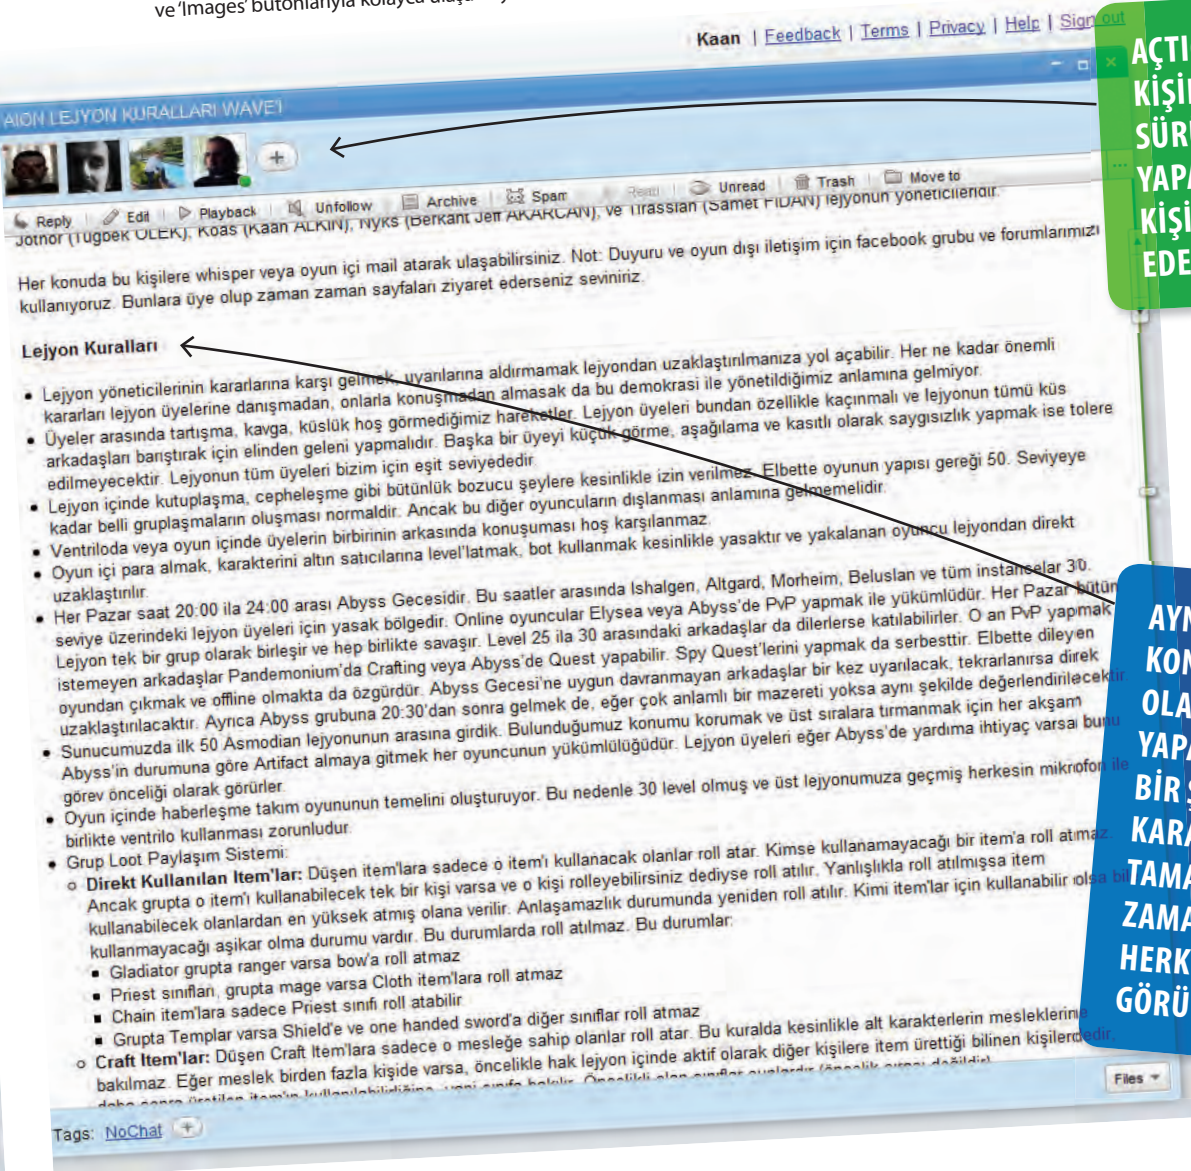 ve 'Images' butonlarıyla kolayca
Kaan | Feedback | Terms | Privacy | Help | Sign out
AION LEJYON KURALLARI WAVE'I
Reply Edit Playback Unfollow Archive Spam Read Unread Trash Move to
Jothor (Tuğbek ÖLEK), Koas (Kaan ALKIN), Nyks (Berkant Jeff AKARCAN), ve Tirassian (Samet FİDAN) lejyonun yöneticileridir.
Her konuda bu kişilere whisper veya oyun içi mail atarak ulaşabilirsiniz. Not: Duyuru ve oyun dışı iletişim için facebook grubu ve forumlarımızı
kullanıyoruz. Bunlara üye olup zaman zaman sayfaları ziyaret ederseniz seviniriz.
Lejyon Kuralları
Lejyon yöneticilerinin kararlarına karşı gelmek, uyarılarına aldırmamak lejyondan uzaklaştırılmanıza yol açabilir. Her ne kadar önemli
kararları lejyon üyelerine danışmadan, onlarla konuşmadan almasak da bu demokrasi ile yönetildiğimiz anlamına gelmiyor.
Üyeler arasında tartışma, kavga, küslük hoş görmediğimiz hareketler. Lejyon üyeleri bundan özellikle kaçınmalı ve lejyonun tümü küs
arkadaşları barıştırak için elinden geleni yapmalıdır. Başka bir üyeyi küçük görme, aşağılama ve kasıtlı olarak saygısızlık yapmak ise tolere
edilmeyecektir. Lejyonun tüm üyeleri bizim için eşit seviyededir.
Lejyon içinde kutuplaşma, cepheleşme gibi bütünlük bozucu şeylere kesinlikle izin verilmez. Elbette oyunun yapısı gereği 50. Seviyeye
kadar belli gruplaşmaların oluşması normaldir. Ancak bu diğer oyuncuların dışlanması anlamına gelmemelidir.
Ventriloda veya oyun içinde üyelerin birbirinin arkasında konuşuması hoş karşılanmaz.
Oyun içi para almak, karakterini altın satıcılarına level'latmak, bot kullanmak kesinlikle yasaktır ve yakalanan oyuncu lejyondan direkt
uzaklaştırılır.
Her Pazar saat 20:00 ila 24:00 arası Abyss Gecesidir. Bu saatler arasında Ishalgen, Altgard, Morheim, Beluslan ve tüm instanceler 30.
seviye üzerindeki lejyon üyeleri için yasak bölgedir. Online oyuncular Elysea veya Abyss'de PvP yapmak ile yükümlüdür. Her Pazar bütün
Lejyon tek bir grup olarak birleşir ve hep birlikte savaşır. Level 25 ila 30 arasındaki arkadaşlar da dilerlerse katılabilirler. O an PvP yapmak
istemeyen arkadaşlar Pandemonium'da Crafting veya Abyss'de Quest yapabilir. Spy Quest'lerini yapmak da serbesttir. Elbette dileyen
oyundan çıkmak ve offline olmakta da özgürdür. Abyss Gecesi'ne uygun davranmayan arkadaşlar bir kez uyarılacak, tekrarlanırsa direk
uzaklaştırılacaktır. Ayrıca Abyss grubuna 20:30'dan sonra gelmek de, eğer çok anlamlı bir mazereti yoksa aynı şekilde değerlendirilecektir.
Sunucumuzda ilk 50 Asmodian lejyonunun arasına girdik. Bulunduğumuz konumu korumak ve üst sıralara tırmanmak için her akşam
Abyss'in durumuna göre Artifact almaya gitmek her oyuncunun yükümlülüğüdür. Lejyon üyeleri eğer Abyss'de yardıma ihtiyaç varsa bunu
görev önceliği olarak görürler.
Oyun içinde haberleşme takım oyununun temelini oluşturuyor. Bu nedenle 30 level olmuş ve üst lejyonumuza geçmiş herkesin mikrofon ile
birlikte ventrilo kullanması zorunludur.
Grup Loot Paylaşım Sistemi:
Direkt Kullanılan Item'lar: Düşen item'lara sadece o item'ı kullanacak olanlar roll atar. Kimse kullanamayacağı bir item'a roll atmaz.
Ancak grupta o item'ı kullanabilecek tek bir kişi varsa ve o kişi rolleyebilirsiniz dediyse roll atılır. Yanlışlıkla roll atılmışsa item
kullanabilecek olanlardan en yüksek atmış olana verilir. Anlaşamazlık durumunda yeniden roll atılır. Kimi item'lar için kullanabilir olsa bil
kullanmayacağı aşikar olma durumu vardır. Bu durumlarda roll atılmaz. Bu durumlar:
Gladiator grupta ranger varsa bow'a roll atmaz
Priest sınıfları, grupta mage varsa Cloth item'lara roll atmaz
Chain item'lara sadece Priest sınıfı roll atabilir
Grupta Templar varsa Shield'e ve one handed sword'a diğer sınıflar roll atmaz
Craft Item'lar: Düşen Craft Item'lara sadece o mesleğe sahip olanlar roll atar. Bu kuralda kesinlikle alt karakterlerin mesleklerine
bakılmaz. Eğer meslek birden fazla kişide varsa, öncelikle hak lejyon içinde aktif olarak diğer kişilere item ürettiği bilinen kişilerdedir,
Files
Tags: NoChat
AÇTI
KİŞİ
SÜR
YAPA
KİŞİ
EDE
AYN
KON
OLA
YAPA
BİR Ş
KARA
TAMA
ZAMA
HERK
GÖRÜ